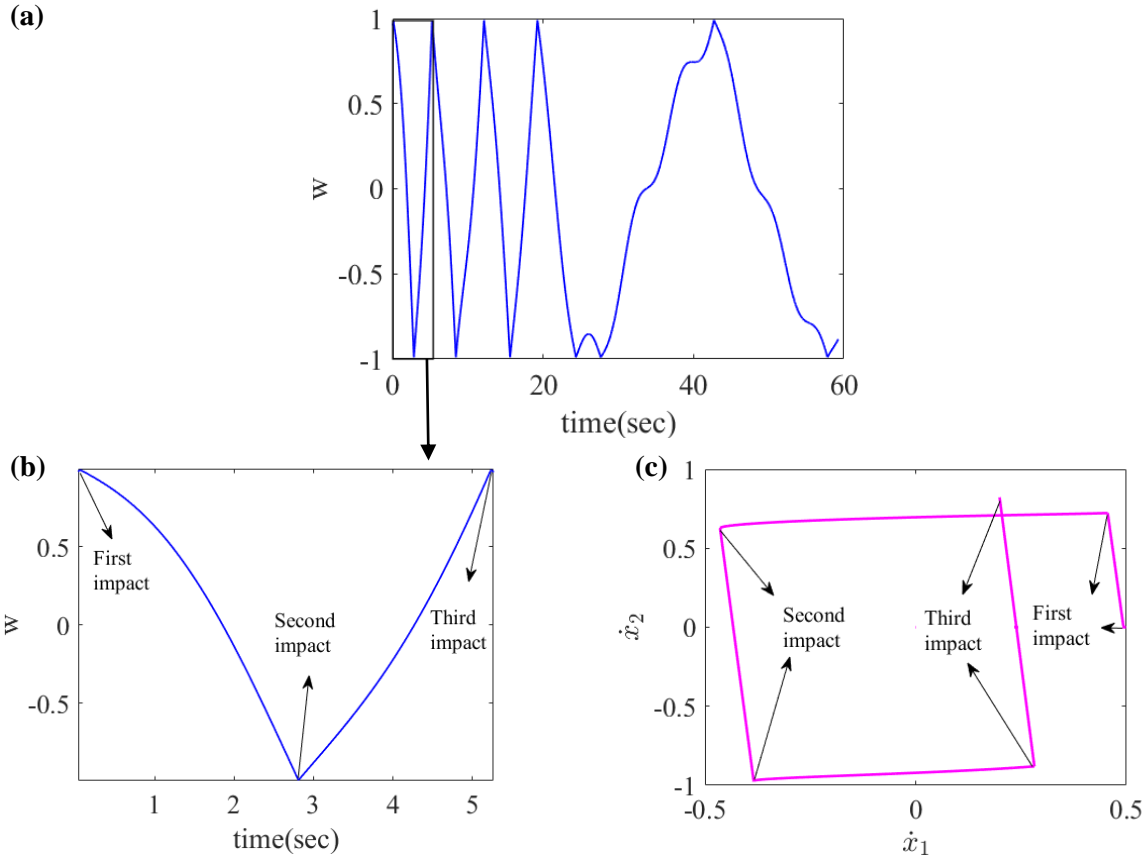 (a)
1
0.5
0
-0.5
-1
w
0
20
40
60
time(sec)
(b)
0.5
0
-0.5
w
First
impact
Second
impact
Third
impact
1
2
3
4
5
time(sec)
(c)
1
0.5
0
-0.5
-1
ẋ₂
Second
impact
Third
impact
First
impact
-0.5
0
0.5
ẋ₁